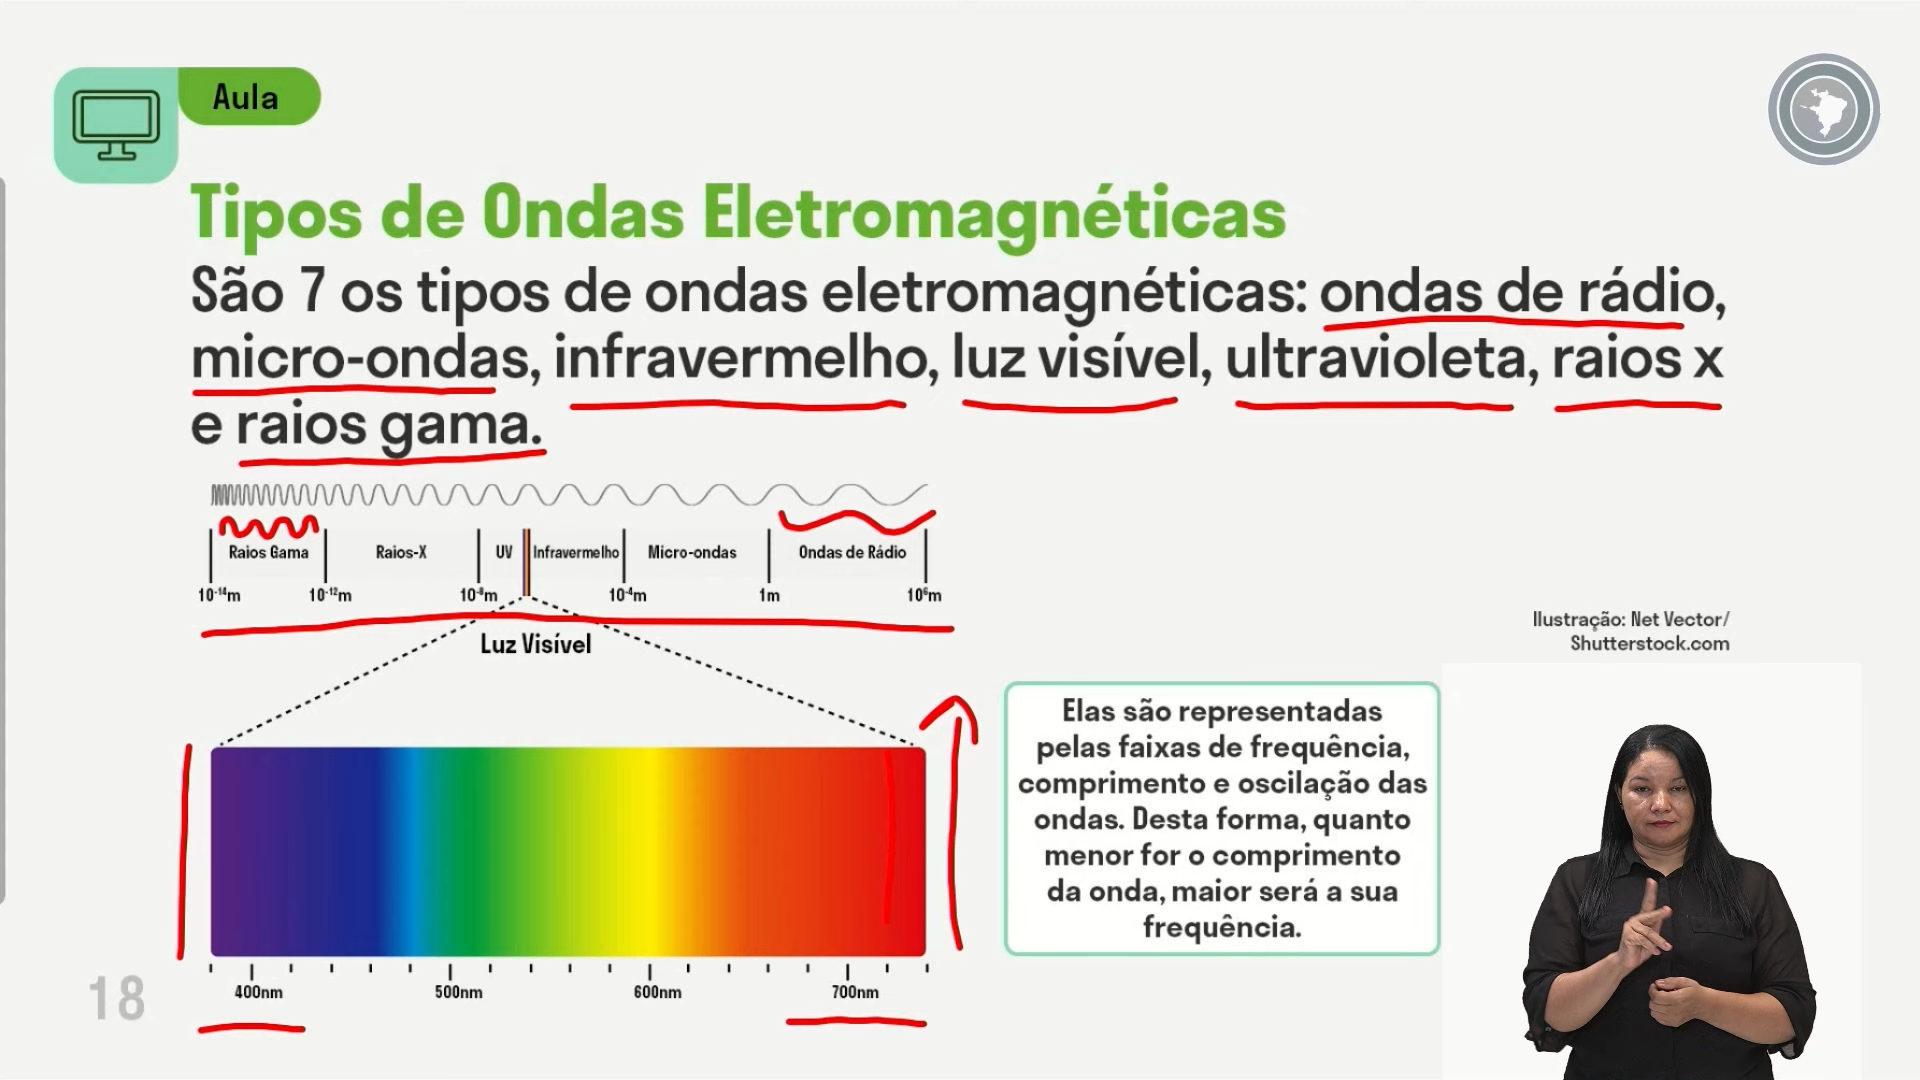 Aula
Tipos de Ondas Eletromagnéticas
São 7 os tipos de ondas eletromagnéticas: ondas de rádio,
micro-ondas, infravermelho, luz visível, ultravioleta, raios x
e raios gama.
Raios Gama Raios-X UV Infravermelho Micro-ondas Ondas de Rádio
10⁻¹⁴m 10⁻¹²m 10⁻⁸m 10⁻⁴m 1m 10⁶m
Luz Visível
400nm 500nm 600nm 700nm
Ilustração: Net Vector/
Shutterstock.com
Elas são representadas
pelas faixas de frequência,
comprimento e oscilação das
ondas. Desta forma, quanto
menor for o comprimento
da onda, maior será a sua
frequência.
18